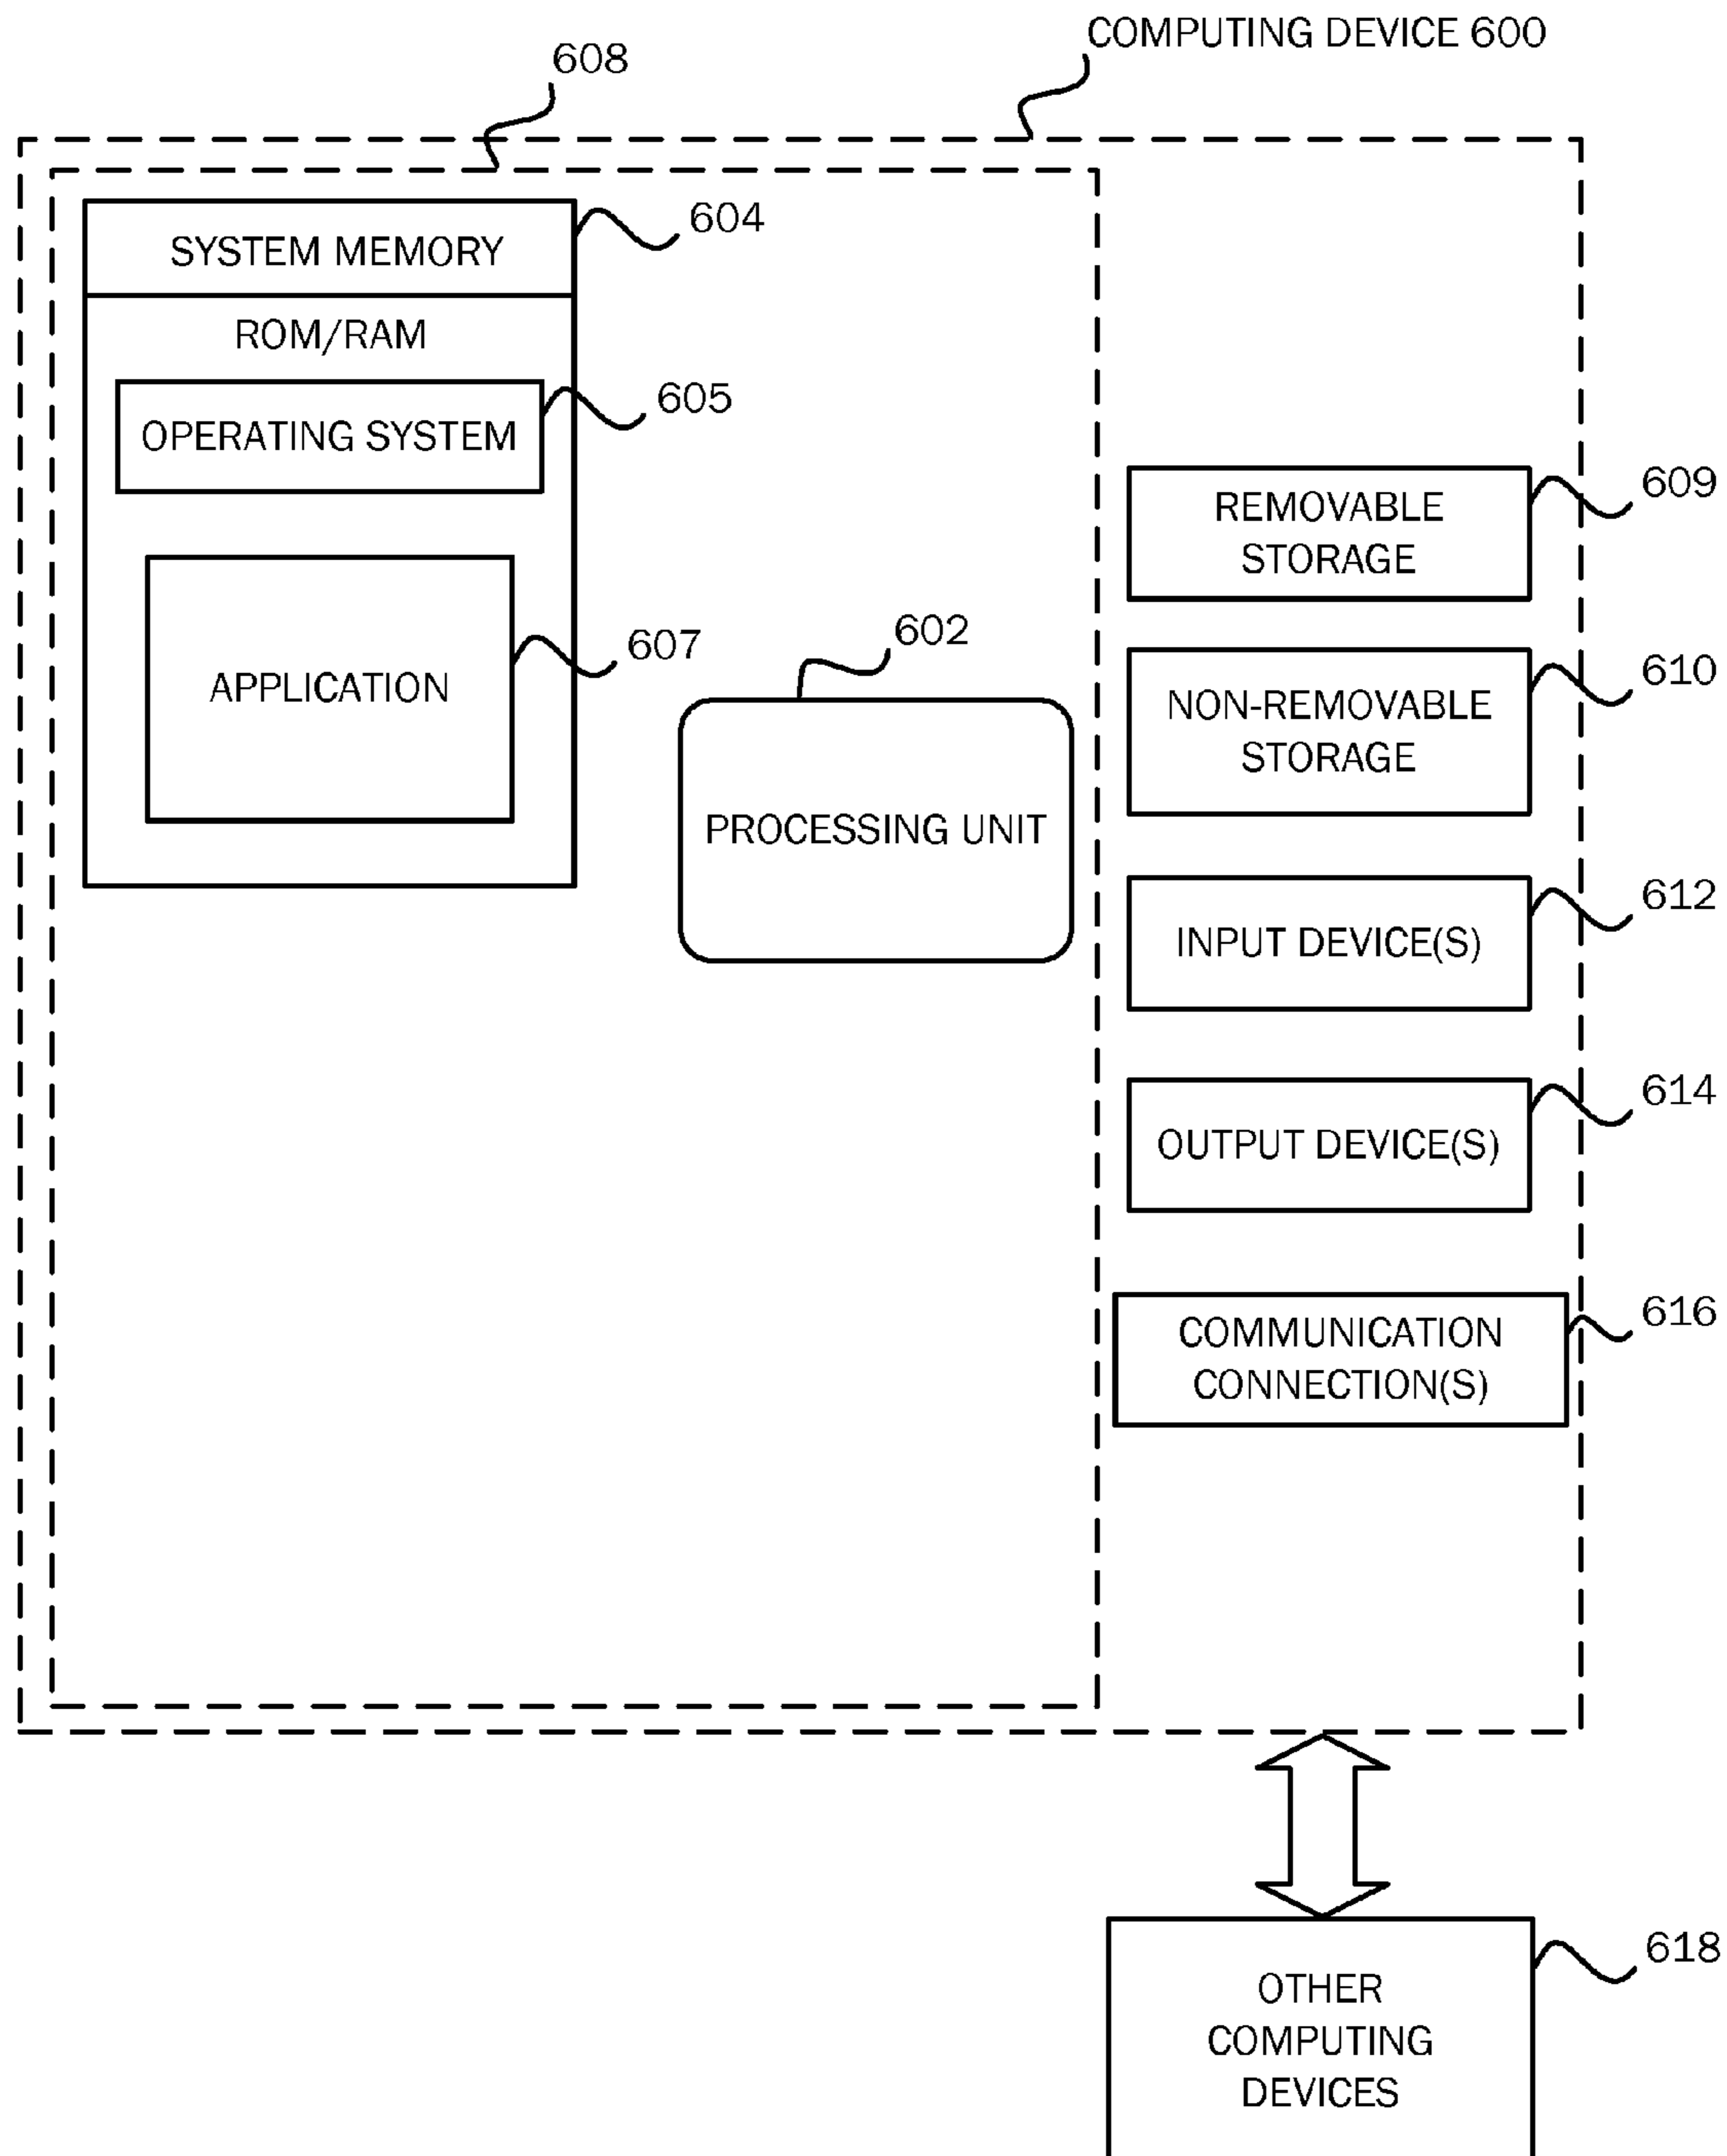 COMPUTING DEVICE 600
608
604
SYSTEM MEMORY
ROM/RAM
605
OPERATING SYSTEM
609
REMOVABLE
STORAGE
607
APPLICATION
602
PROCESSING UNIT
610
NON-REMOVABLE
STORAGE
612
INPUT DEVICE(S)
614
OUTPUT DEVICE(S)
616
COMMUNICATION
CONNECTION(S)
618
OTHER
COMPUTING
DEVICES